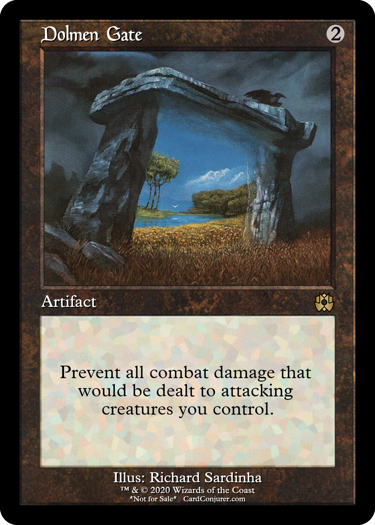 Dolmen Gate 2
Artifact
Prevent all combat damage that
would be dealt to attacking
creatures you control.
Illus: Richard Sardinha
™ & © 2020 Wizards of the Coast
*Not for Sale* CardConjurer.com